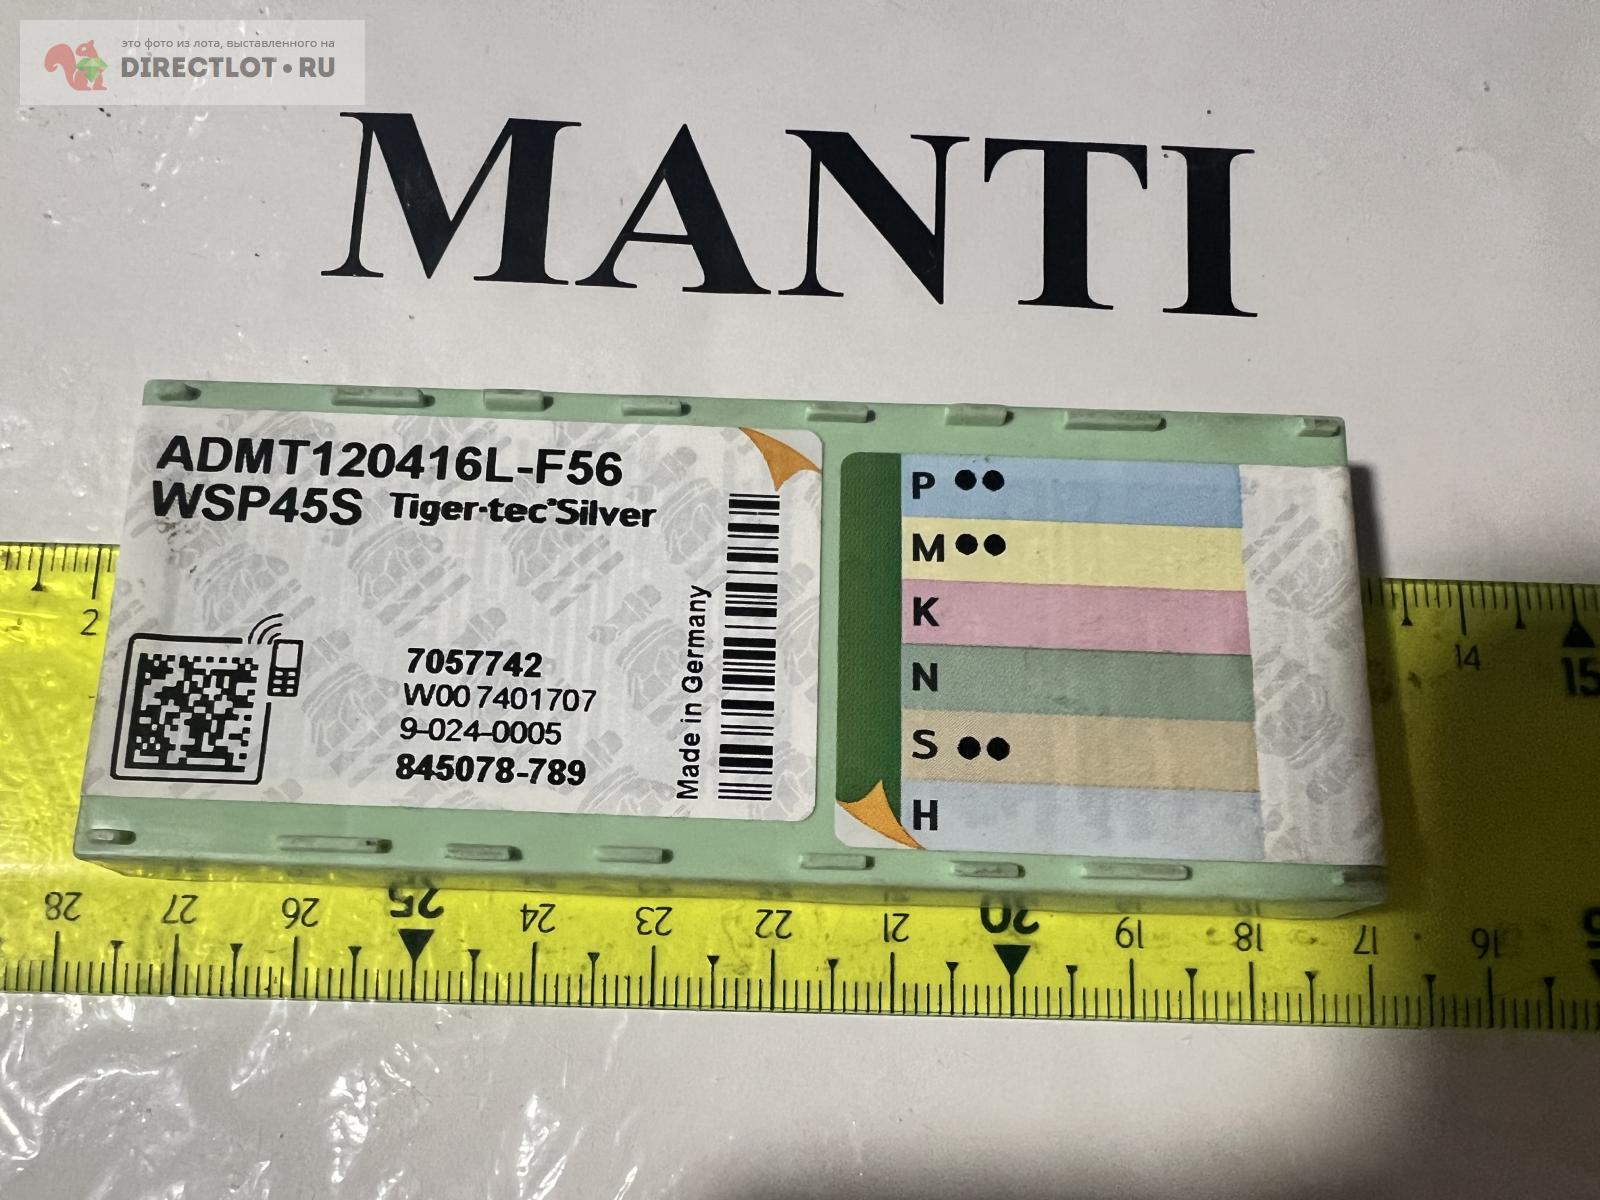 это фото из лота, выставленного на
DIRECTLOT•RU
MANTI
ADMT120416L-F56
WSP45S Tiger·tec®Silver
7057742
W00 7401707
9-024-0005
845078-789
Made in Germany
P ●●
M ●●
K
N
S ●●
H
2
14
15
28 27 26 25 24 23 22 21 20 19 18 17 16